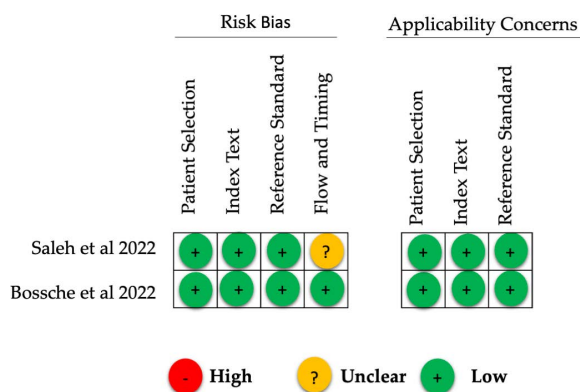 Risk Bias Applicability Concerns
Patient Selection
Index Text
Reference Standard
Flow and Timing
Patient Selection
Index Text
Reference Standard
Saleh et al 2022 + + + ? + + +
Bossche et al 2022 + + + + + + +
- High ? Unclear + Low